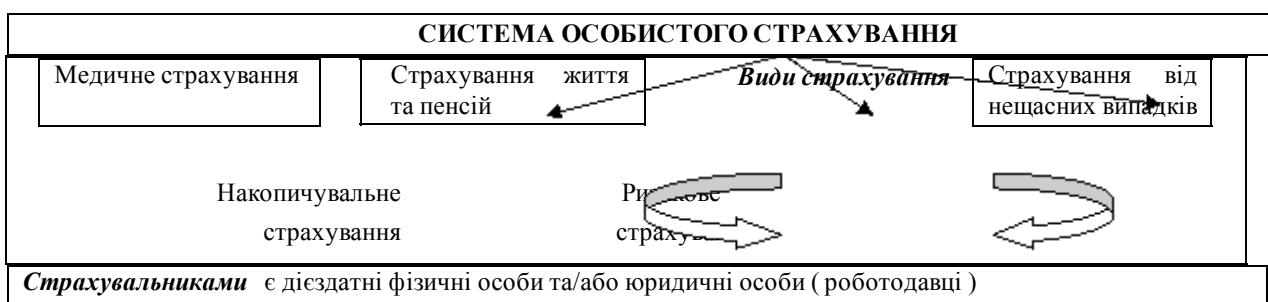 СИСТЕМА ОСОБИСТОГО СТРАХУВАННЯ
Медичне страхування
Страхування життя
та пенсій
Види страхування
Страхування від
нещасних випадків
Накопичувальне
страхування
Страхувальниками є дієздатні фізичні особи та/або юридичні особи ( роботодавці )